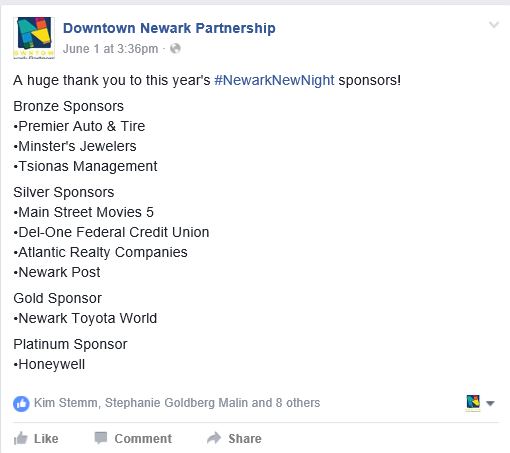 Downtown Newark Partnership
June 1 at 3:36pm ·
A huge thank you to this year's #NewarkNewNight sponsors!
Bronze Sponsors
•Premier Auto & Tire
•Minster's Jewelers
•Tsionas Management
Silver Sponsors
•Main Street Movies 5
•Del-One Federal Credit Union
•Atlantic Realty Companies
•Newark Post
Gold Sponsor
•Newark Toyota World
Platinum Sponsor
•Honeywell
Kim Stemm, Stephanie Goldberg Malin and 8 others
Like Comment Share